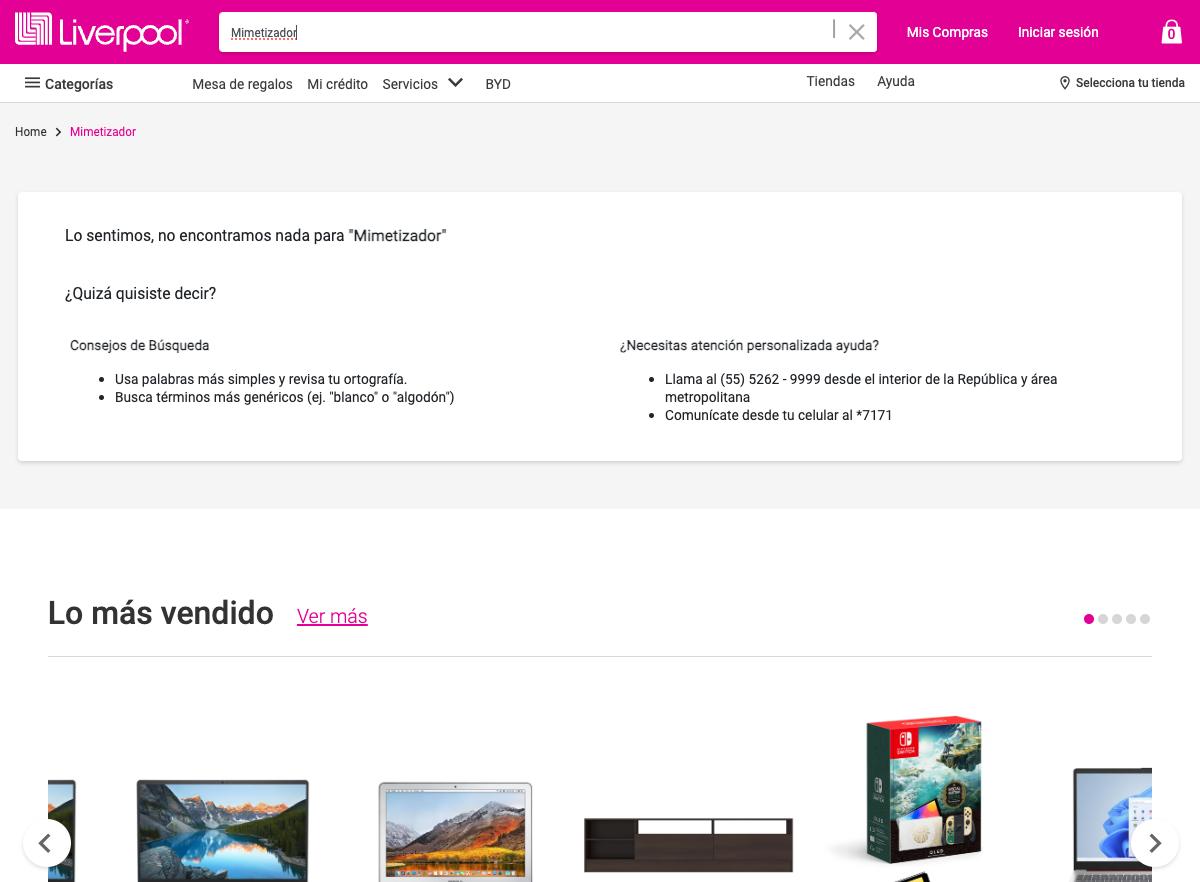 Liverpool
Mimetizador
Mis Compras
Iniciar sesión
0
Categorías
Mesa de regalos
Mi crédito
Servicios
BYD
Tiendas
Ayuda
Selecciona tu tienda
Home
Mimetizador
Lo sentimos, no encontramos nada para "Mimetizador"
¿Quizá quisiste decir?
Consejos de Búsqueda
Usa palabras más simples y revisa tu ortografía.
Busca términos más genéricos (ej. "blanco" o "algodón")
¿Necesitas atención personalizada ayuda?
Llama al (55) 5262 - 9999 desde el interior de la República y área
metropolitana
Comunícate desde tu celular al *7171
Lo más vendido
Ver más